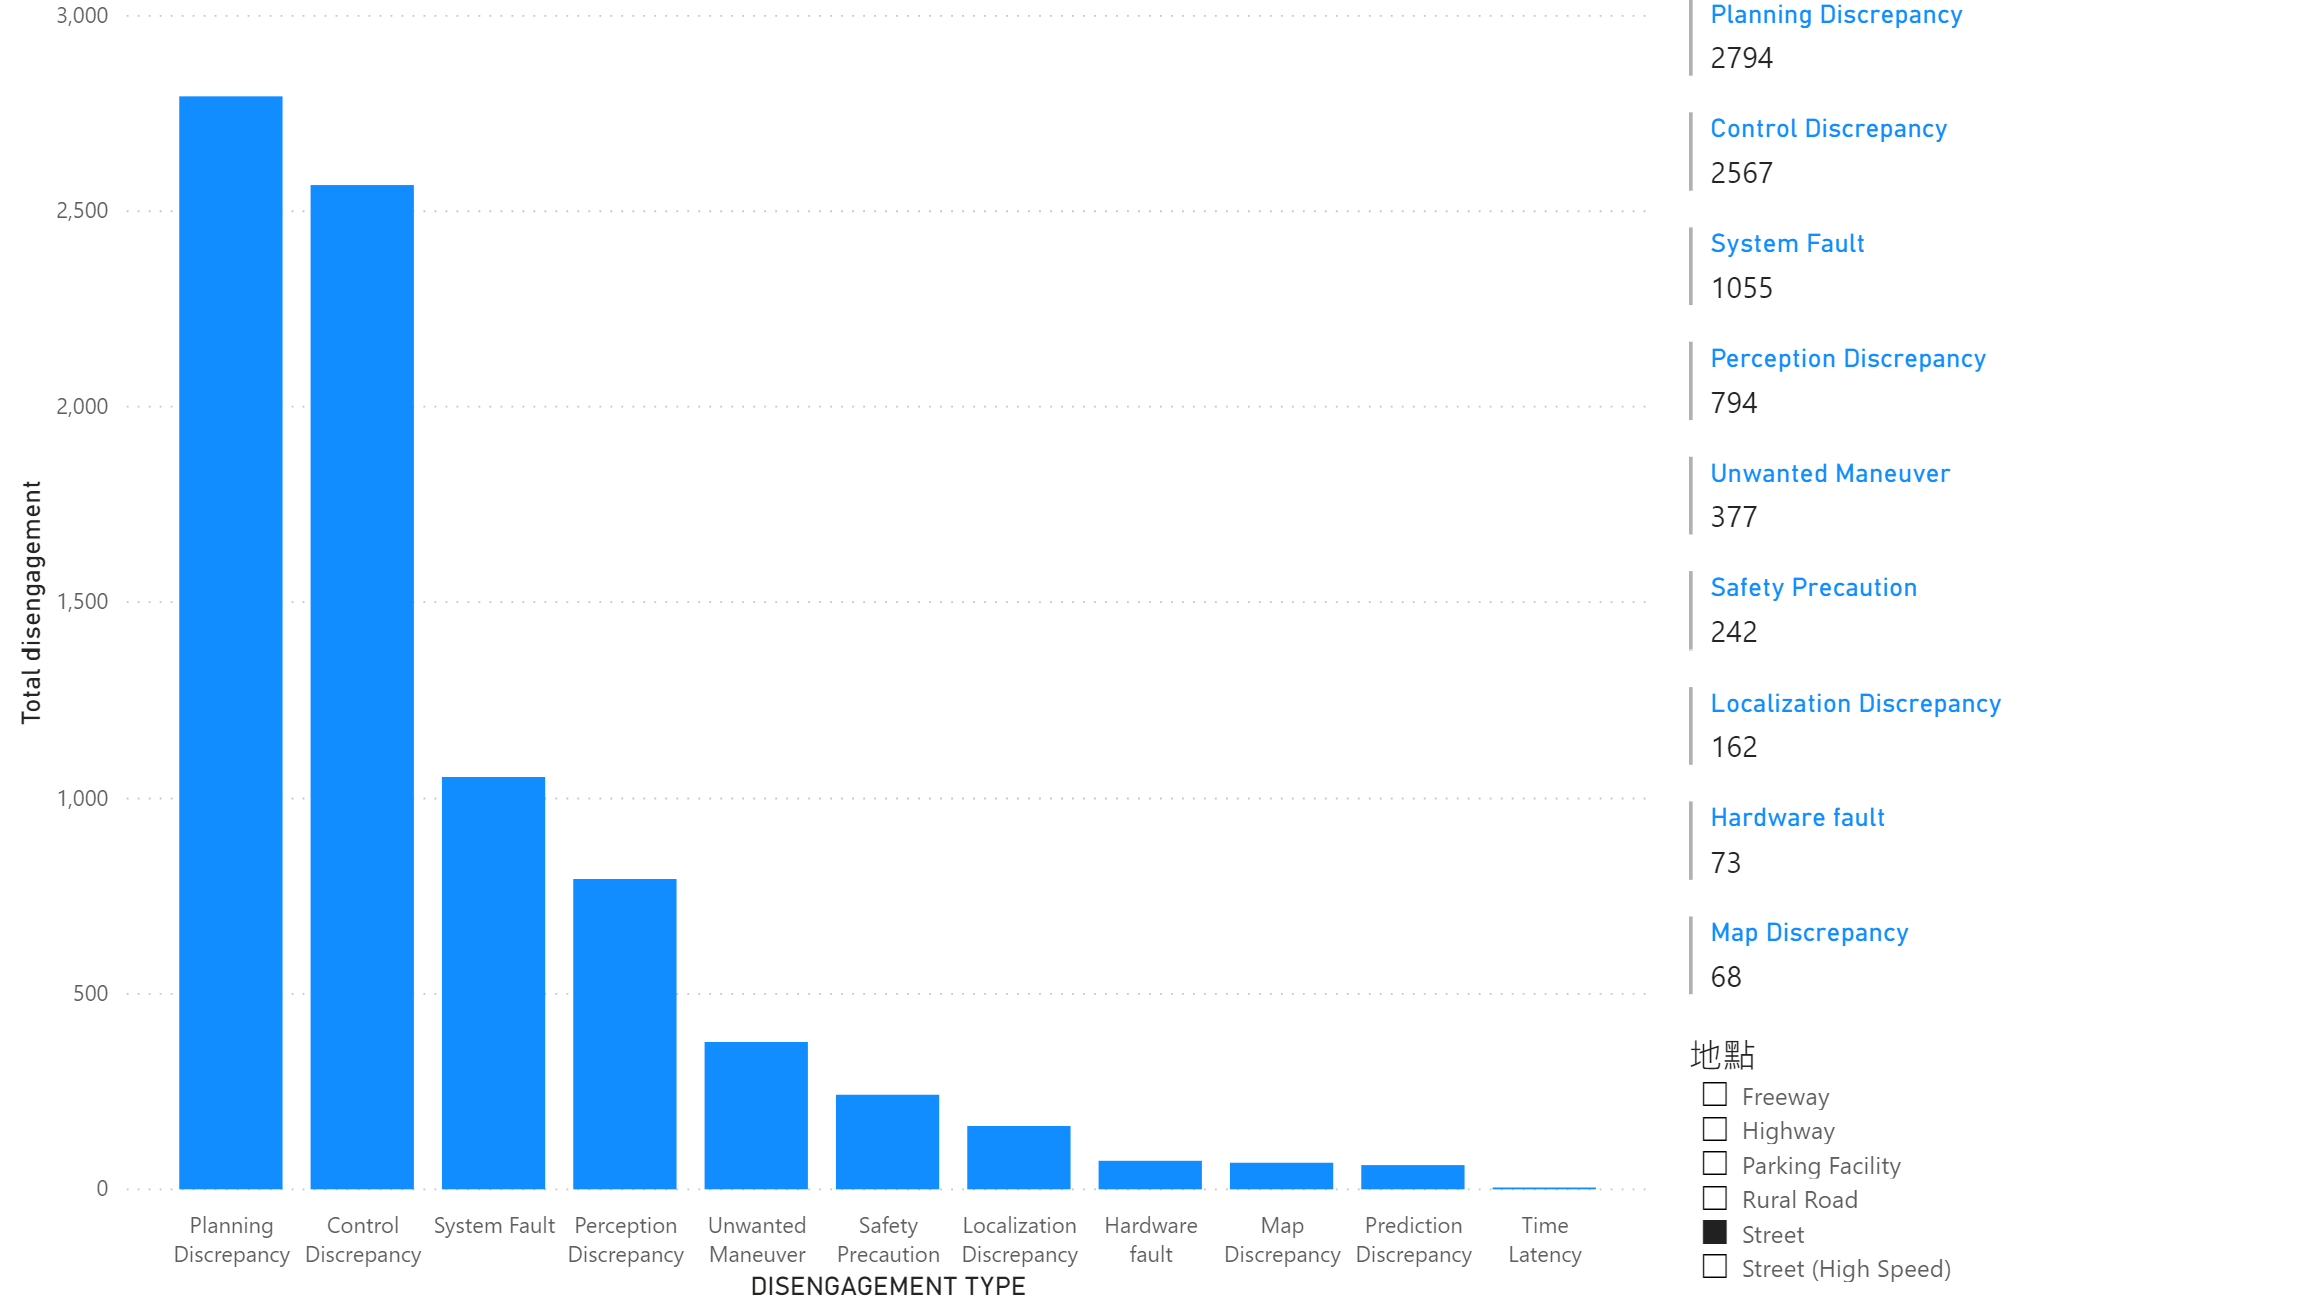 3,000
2,500
2,000
1,500
1,000
500
0
Total disengagement
Planning Discrepancy
Control Discrepancy
System Fault
Perception Discrepancy
Unwanted Maneuver
Safety Precaution
Localization Discrepancy
Hardware fault
Map Discrepancy
Prediction Discrepancy
Time Latency
DISENGAGEMENT TYPE
Planning Discrepancy
2794
Control Discrepancy
2567
System Fault
1055
Perception Discrepancy
794
Unwanted Maneuver
377
Safety Precaution
242
Localization Discrepancy
162
Hardware fault
73
Map Discrepancy
68
地點
Freeway
Highway
Parking Facility
Rural Road
Street
Street (High Speed)